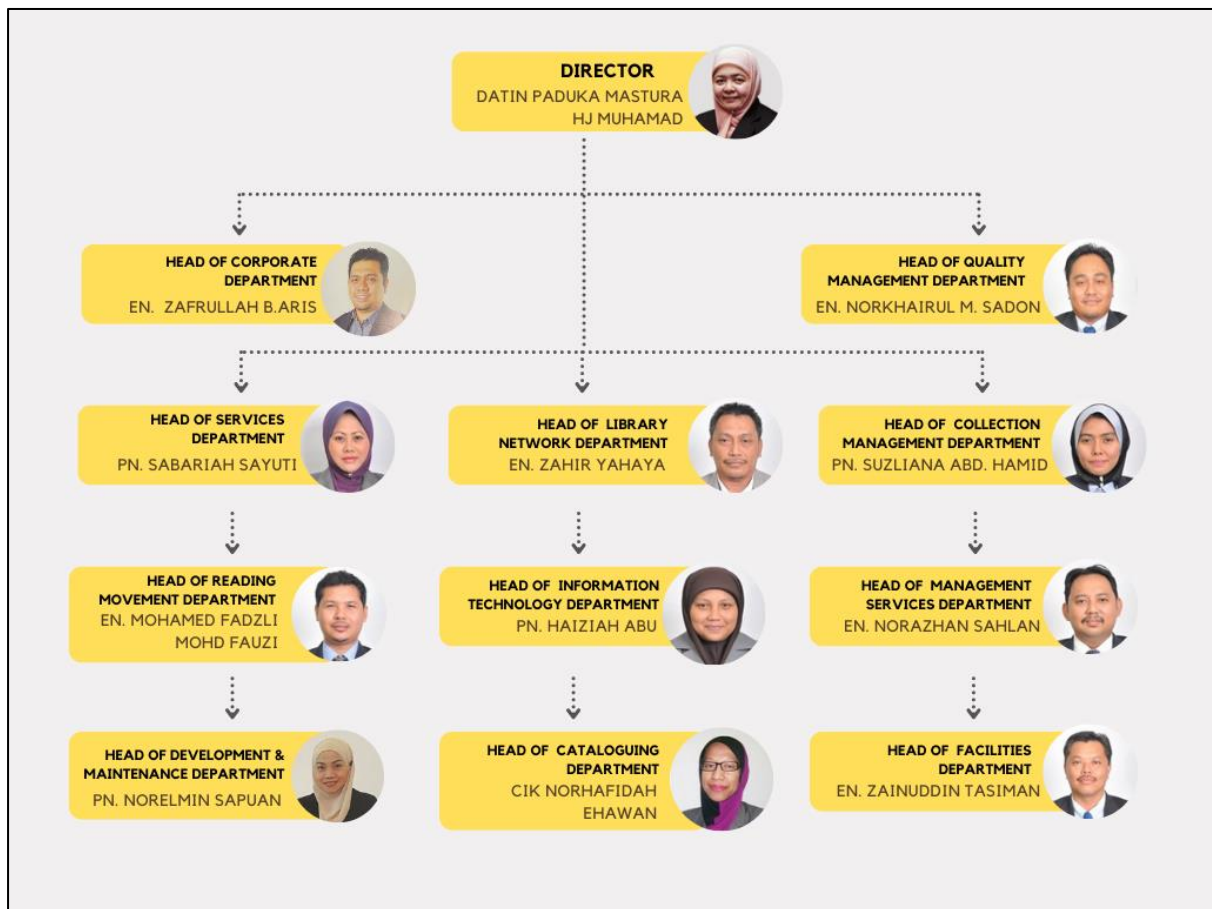 DIRECTOR
DATIN PADUKA MASTURA
HJ MUHAMAD
HEAD OF CORPORATE
DEPARTMENT
EN. ZAFRULLAH B.ARIS
HEAD OF QUALITY
MANAGEMENT DEPARTMENT
EN. NORKHAIRUL M. SADON
HEAD OF SERVICES
DEPARTMENT
PN. SABARIAH SAYUTI
HEAD OF LIBRARY
NETWORK DEPARTMENT
EN. ZAHIR YAHAYA
HEAD OF COLLECTION
MANAGEMENT DEPARTMENT
PN. SUZLIANA ABD. HAMID
HEAD OF READING
MOVEMENT DEPARTMENT
EN. MOHAMED FADZLI
MOHD FAUZI
HEAD OF INFORMATION
TECHNOLOGY DEPARTMENT
PN. HAIZIAH ABU
HEAD OF MANAGEMENT
SERVICES DEPARTMENT
EN. NORAZHAN SAHLAN
HEAD OF DEVELOPMENT &
MAINTENANCE DEPARTMENT
PN. NORELMIN SAPUAN
HEAD OF CATALOGUING
DEPARTMENT
CIK NORHAFIDAH
EHAWAN
HEAD OF FACILITIES
DEPARTMENT
EN. ZAINUDDIN TASIMAN